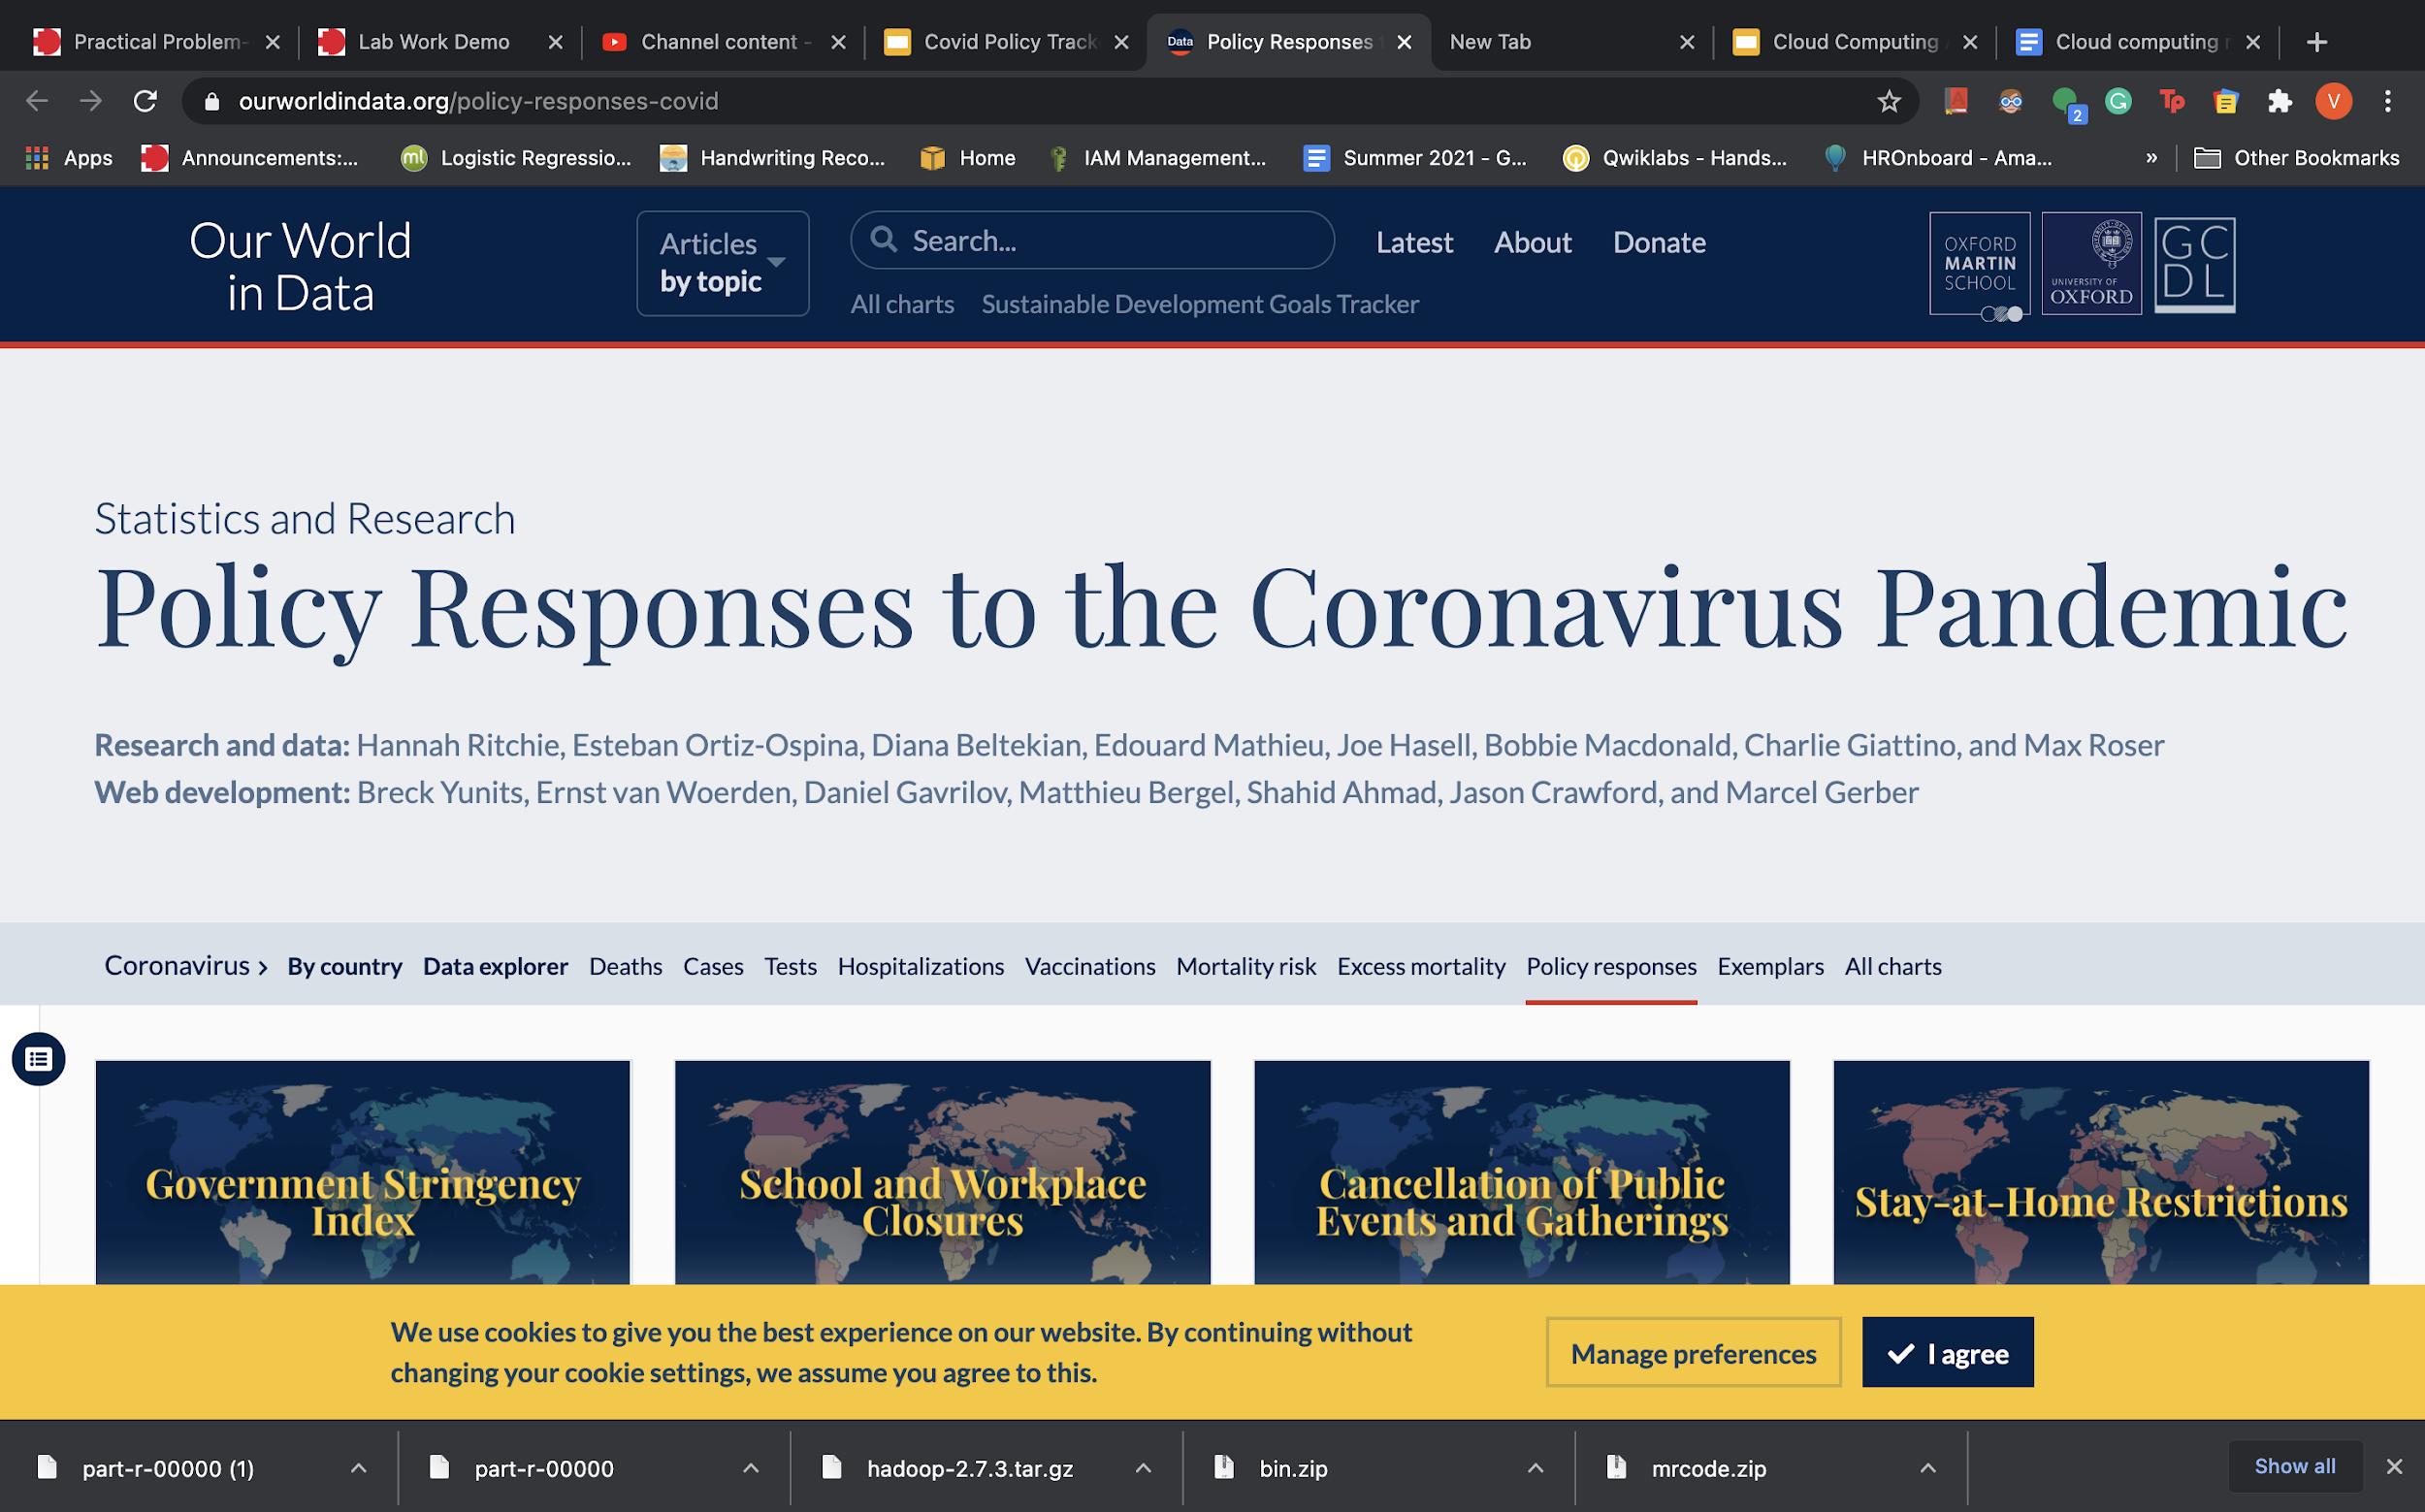 Practical Problem-
Lab Work Demo
Channel content -
Covid Policy Track
Data
Policy Responses
New Tab
Cloud Computing
Cloud computing
ourworldindata.org/policy-responses-covid
2
G
Tp
V
Apps
Announcements:...
ml
Logistic Regressio...
Handwriting Reco...
Home
IAM Management...
Summer 2021 - G...
Qwiklabs - Hands...
HROnboard - Ama...
»
Other Bookmarks
Our World
in Data
Articles
by topic
Search...
Latest
About
Donate
All charts
Sustainable Development Goals Tracker
OXFORD
MARTIN
SCHOOL
UNIVERSITY OF
OXFORD
GC
DL
Statistics and Research
Policy Responses to the Coronavirus Pandemic
Research and data: Hannah Ritchie, Esteban Ortiz-Ospina, Diana Beltekian, Edouard Mathieu, Joe Hasell, Bobbie Macdonald, Charlie Giattino, and Max Roser
Web development: Breck Yunits, Ernst van Woerden, Daniel Gavrilov, Matthieu Bergel, Shahid Ahmad, Jason Crawford, and Marcel Gerber
Coronavirus › By country Data explorer Deaths Cases Tests Hospitalizations Vaccinations Mortality risk Excess mortality Policy responses Exemplars All charts
Government Stringency
Index
School and Workplace
Closures
Cancellation of Public
Events and Gatherings
Stay-at-Home Restrictions
We use cookies to give you the best experience on our website. By continuing without
changing your cookie settings, we assume you agree to this.
Manage preferences
I agree
part-r-00000 (1)
part-r-00000
hadoop-2.7.3.tar.gz
bin.zip
mrcode.zip
Show all